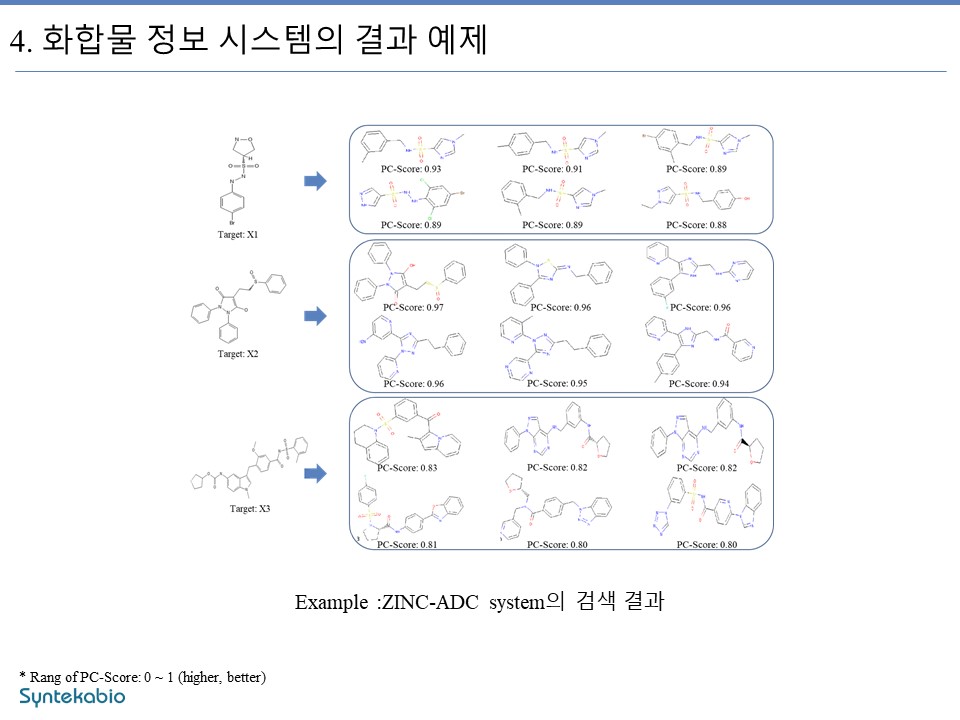 4. 화합물 정보 시스템의 결과 예제
PC-Score: 0.93
PC-Score: 0.91
PC-Score: 0.89
PC-Score: 0.89
PC-Score: 0.89
PC-Score: 0.88
Target: X1
PC-Score: 0.97
PC-Score: 0.96
PC-Score: 0.96
Target: X2
PC-Score: 0.96
PC-Score: 0.95
PC-Score: 0.94
PC-Score: 0.83
PC-Score: 0.82
PC-Score: 0.82
Target: X3
PC-Score: 0.81
PC-Score: 0.80
PC-Score: 0.80
Example :ZINC-ADC system의 검색 결과
* Rang of PC-Score: 0 ~ 1 (higher, better)
Syntekabio